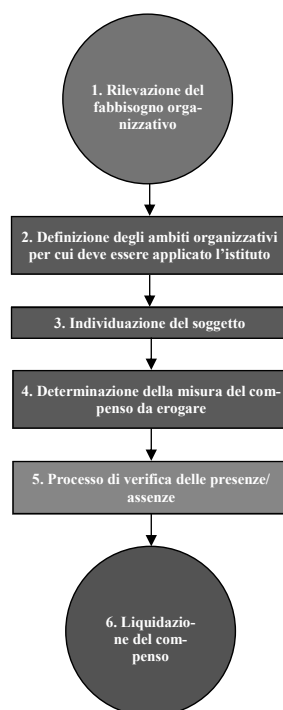 1. Rilevazione del
fabbisogno orga-
nizzativo
2. Definizione degli ambiti organizzativi
per cui deve essere applicato l’istituto
3. Individuazione del soggetto
4. Determinazione della misura del com-
penso da erogare
5. Processo di verifica delle presenze/
assenze
6. Liquidazio-
ne del com-
penso